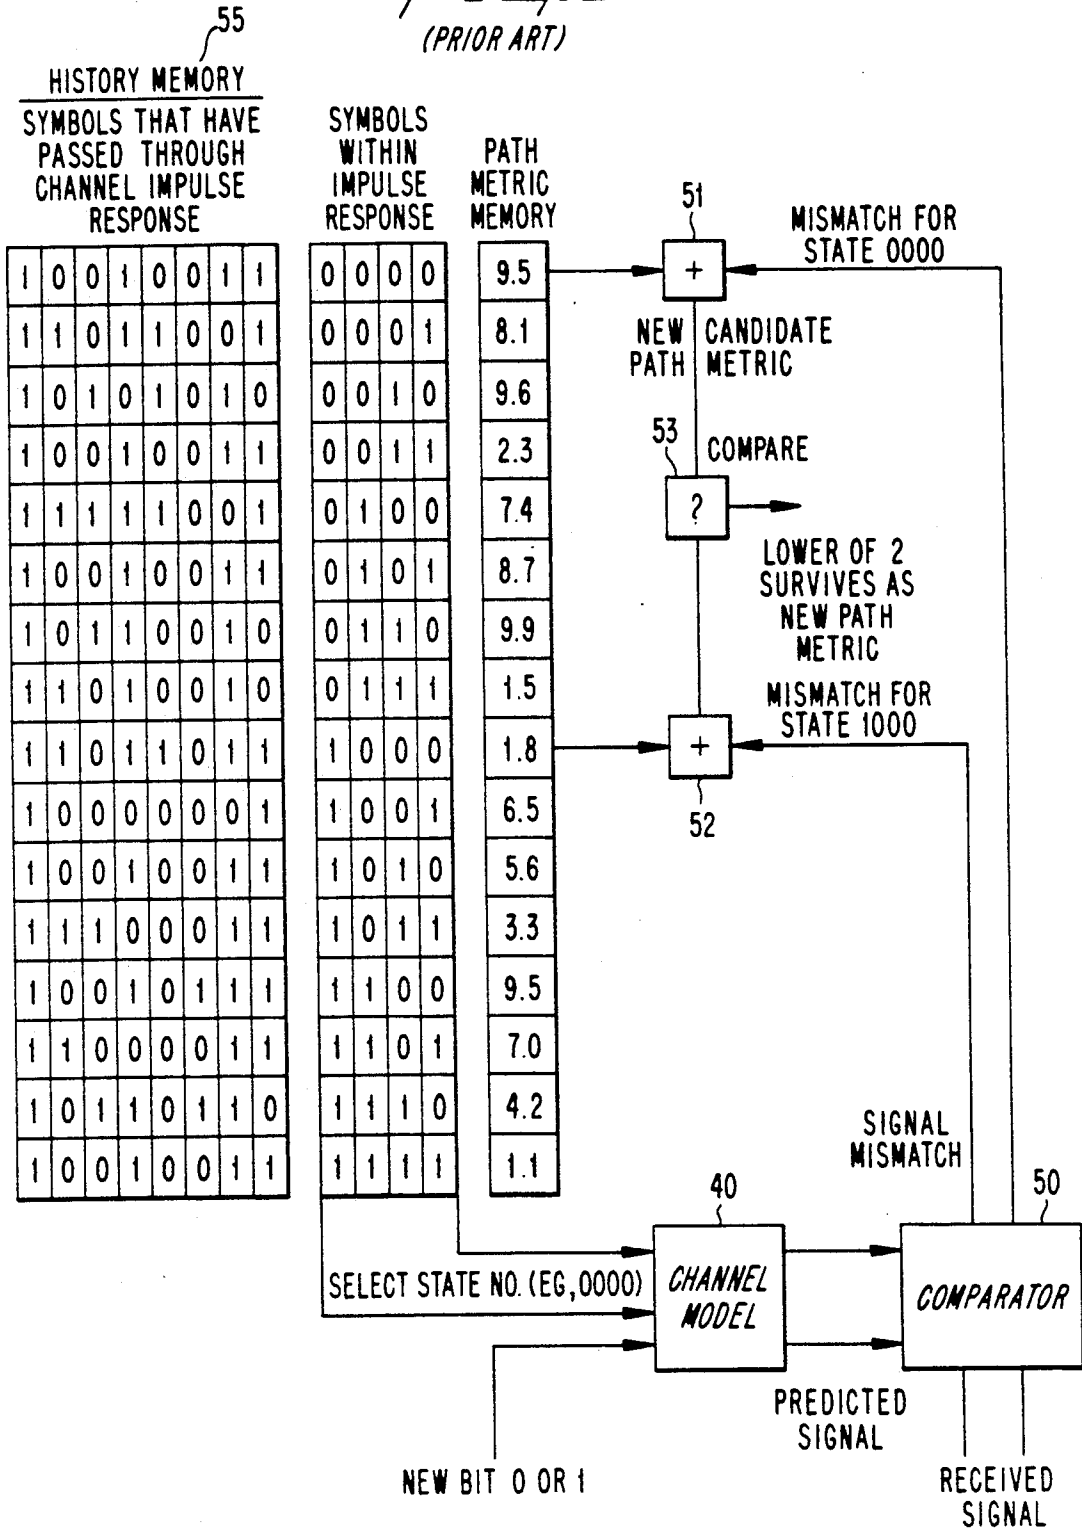 (PRIOR ART)
55
HISTORY MEMORY
SYMBOLS THAT HAVE
PASSED THROUGH
CHANNEL IMPULSE
RESPONSE
SYMBOLS
WITHIN
IMPULSE
RESPONSE
PATH
METRIC
MEMORY
1 0 0 1 0 0 1 1 0 0 0 0 9.5
1 1 0 1 1 0 0 1 0 0 0 1 8.1
1 0 1 0 1 0 1 0 0 0 1 0 9.6
1 0 0 1 0 0 1 1 0 0 1 1 2.3
1 1 1 1 1 0 0 1 0 1 0 0 7.4
1 0 0 1 0 0 1 1 0 1 0 1 8.7
1 0 1 1 0 0 1 0 0 1 1 0 9.9
1 1 0 1 0 0 1 0 0 1 1 1 1.5
1 1 0 1 1 0 1 1 1 0 0 0 1.8
1 0 0 0 0 0 0 1 1 0 0 1 6.5
1 0 0 1 0 0 1 1 1 0 1 0 5.6
1 1 1 0 0 0 1 1 1 0 1 1 3.3
1 0 0 1 0 1 1 1 1 1 0 0 9.5
1 1 0 0 0 0 1 1 1 1 0 1 7.0
1 0 1 1 0 1 1 0 1 1 1 0 4.2
1 0 0 1 0 0 1 1 1 1 1 1 1.1
51
+
MISMATCH FOR
STATE 0000
NEW CANDIDATE
PATH METRIC
53
COMPARE
?
LOWER OF 2
SURVIVES AS
NEW PATH
METRIC
MISMATCH FOR
STATE 1000
+
52
SIGNAL
MISMATCH
40
50
SELECT STATE NO. (EG,0000)
CHANNEL
MODEL
COMPARATOR
PREDICTED
SIGNAL
NEW BIT 0 OR 1
RECEIVED
SIGNAL